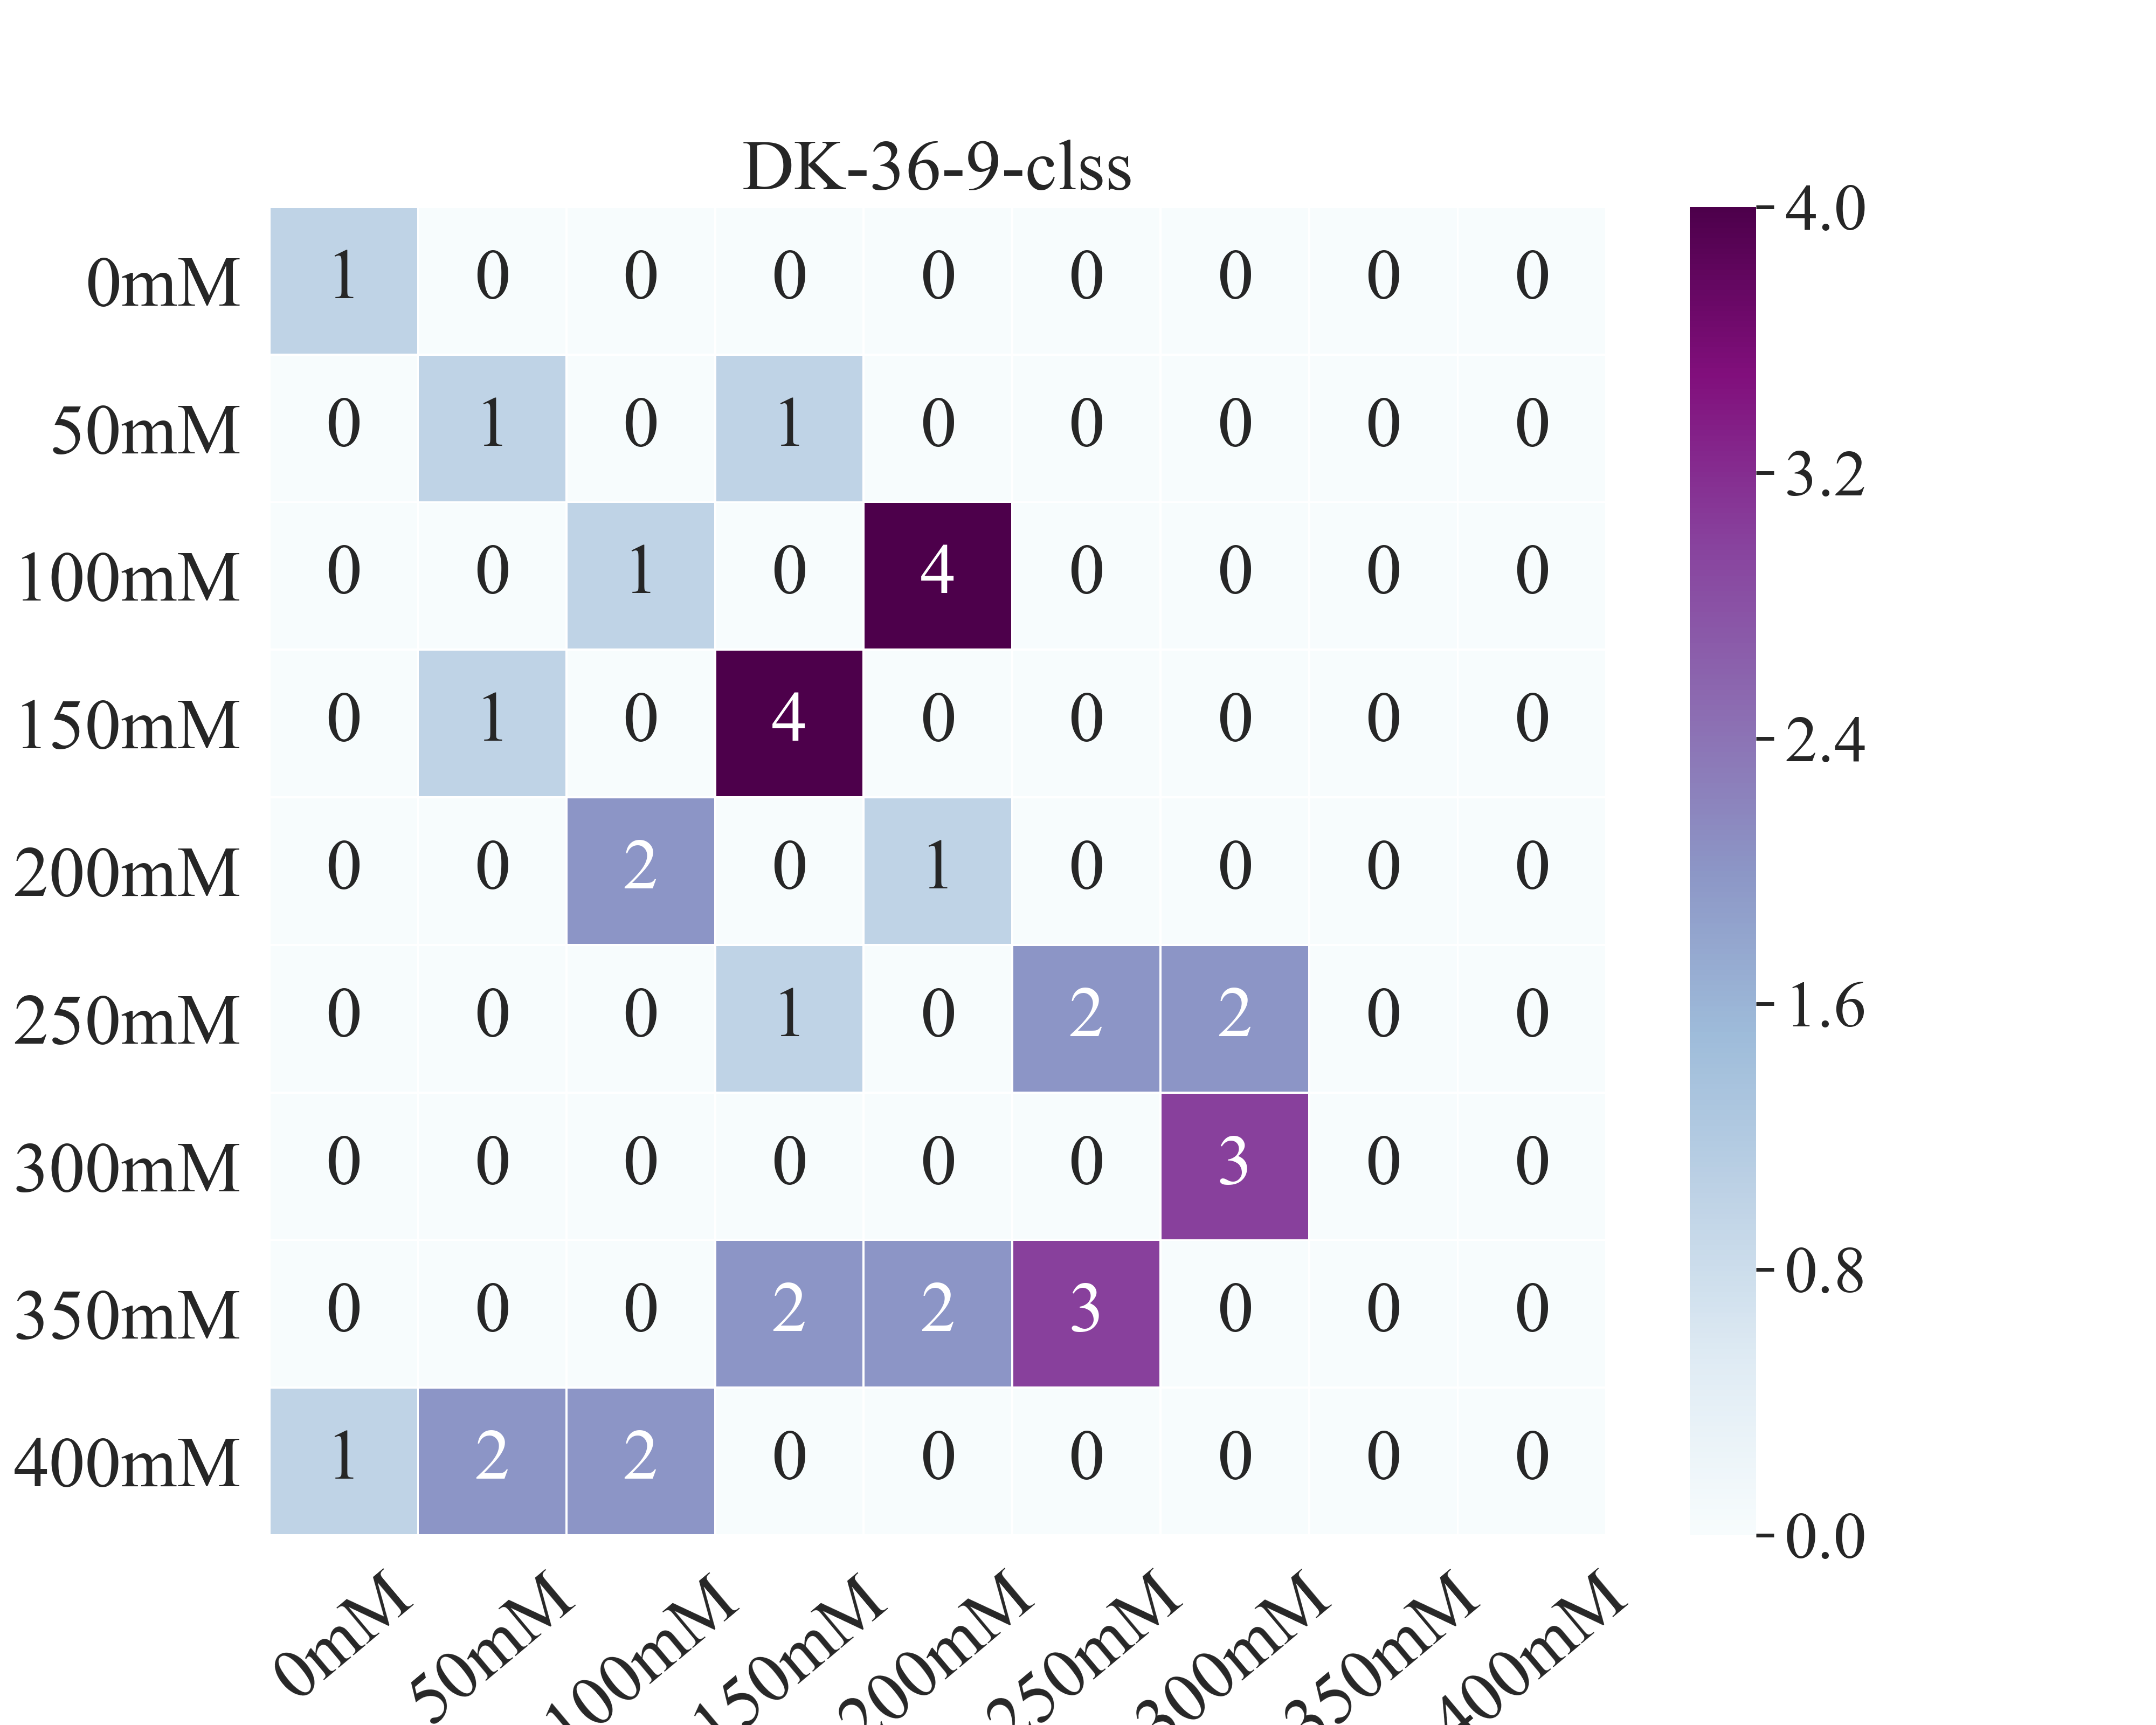 DK-36-9-clss
0mM 1 0 0 0 0 0 0 0 0
50mM 0 1 0 1 0 0 0 0 0
100mM 0 0 1 0 4 0 0 0 0
150mM 0 1 0 4 0 0 0 0 0
200mM 0 0 2 0 1 0 0 0 0
250mM 0 0 0 1 0 2 2 0 0
300mM 0 0 0 0 0 0 3 0 0
350mM 0 0 0 2 2 3 0 0 0
400mM 1 2 2 0 0 0 0 0 0
0mM 50mM 100mM 150mM 200mM 250mM 300mM 350mM 400mM
4.0
3.2
2.4
1.6
0.8
0.0